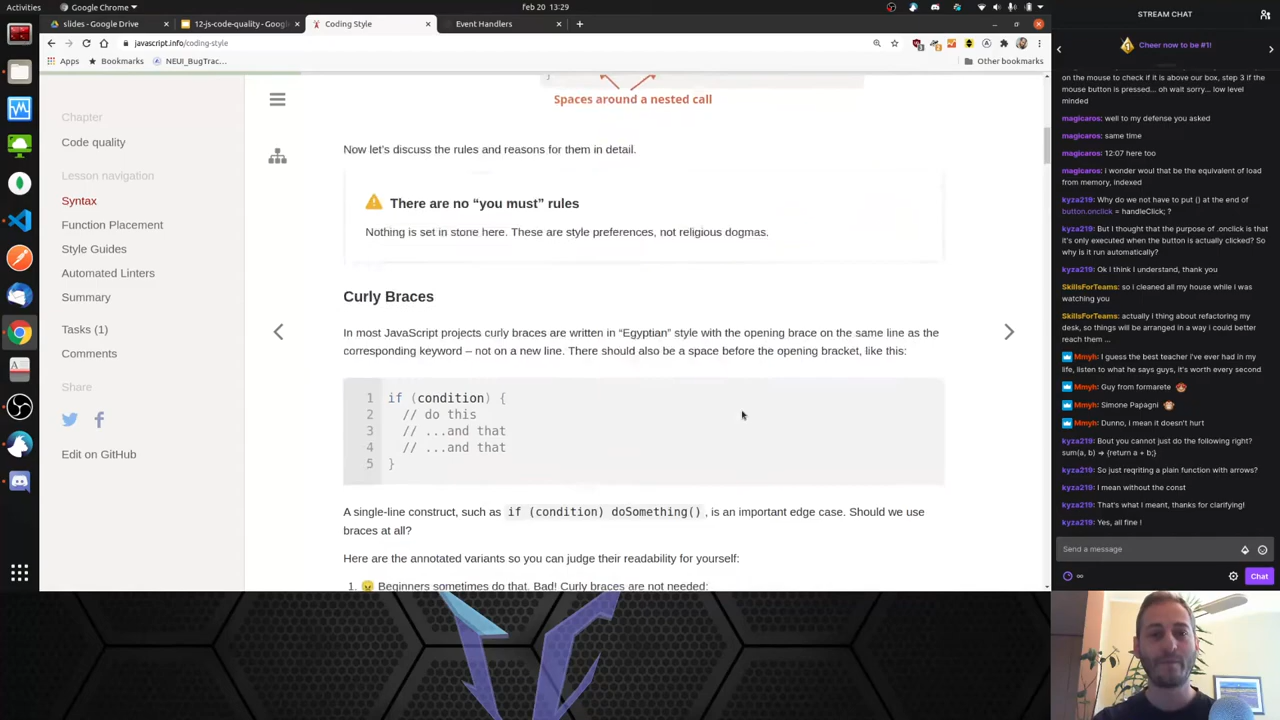 Activities
Google Chrome
Feb 20 13:29
slides - Google Drive
12-js-code-quality - Google
Coding Style
Event Handlers
javascript.info/coding-style
Apps
Bookmarks
NEUI_BugTrac...
Other bookmarks
Chapter
Code quality
Lesson navigation
Syntax
Function Placement
Style Guides
Automated Linters
Summary
Tasks (1)
Comments
Share
Edit on GitHub
Spaces around a nested call
Now let's discuss the rules and reasons for them in detail.
There are no “you must” rules
Nothing is set in stone here. These are style preferences, not religious dogmas.
Curly Braces
In most JavaScript projects curly braces are written in “Egyptian” style with the opening brace on the same line as the
corresponding keyword – not on a new line. There should also be a space before the opening bracket, like this:
1 if (condition) {
2 // do this
3 // ...and that
4 // ...and that
5 }
A single-line construct, such as if (condition) doSomething() , is an important edge case. Should we use
braces at all?
Here are the annotated variants so you can judge their readability for yourself:
1. 😠 Beginners sometimes do that. Bad! Curly braces are not needed:
STREAM CHAT
Cheer now to be #1!
on the mouse to check if it is above our box, step 3 If the
mouse button is pressed... oh wait sorry... low level
minded
magicaros: well to my defense you asked
magicaros: same time
magicaros: 12:07 here too
magicaros: i wonder woul that be the equivalent of load
from memory, indexed
kyza219: Why do we not have to put () at the end of
button.onclick = handleClick; ?
kyza219: But I thought that the purpose of .onclick is that
it's only executed when the button is actually clicked? So
why Is it run automatically?
kyza219: Ok I think I understand, thank you
SkillsForTeams: so i cleaned all my house while i was
watching you
SkillsForTeams: actually i thing about refactoring my
desk, so things will be arranged in a way i could better
reach them ...
Mmyh: I guess the best teacher i've ever had in my
life, listen to what he says guys, it's worth every second
Mmyh: Guy from formarete
Mmyh: Simone Papagni
Mmyh: Dunno, i mean it doesn't hurt
kyza219: Bout you cannot just do the following right?
sum(a, b) => {return a + b;}
kyza219: So just reqriting a plain function with arrows?
kyza219: I mean without the const
kyza219: That's what I meant, thanks for clarifying!
kyza219: Yes, all fine !
Send a message
Chat